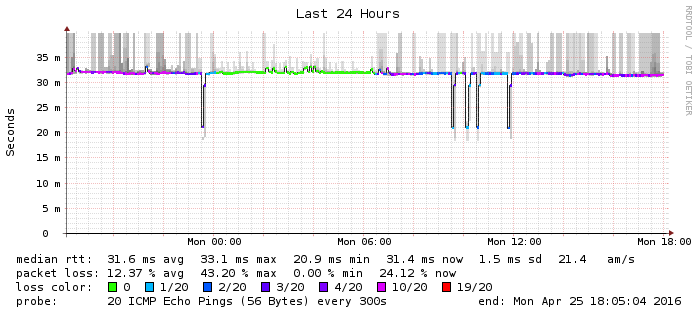 Last 24 Hours
RRDTOOL / TOBI OETIKER
Seconds
35 m
30 m
25 m
20 m
15 m
10 m
5 m
0
Mon 00:00 Mon 06:00 Mon 12:00 Mon 18:00
median rtt: 31.6 ms avg 33.1 ms max 20.9 ms min 31.4 ms now 1.5 ms sd 21.4 am/s
packet loss: 12.37 % avg 43.20 % max 0.00 % min 24.12 % now
loss color: 0 1/20 2/20 3/20 4/20 10/20 19/20
probe: 20 ICMP Echo Pings (56 Bytes) every 300s end: Mon Apr 25 18:05:04 2016